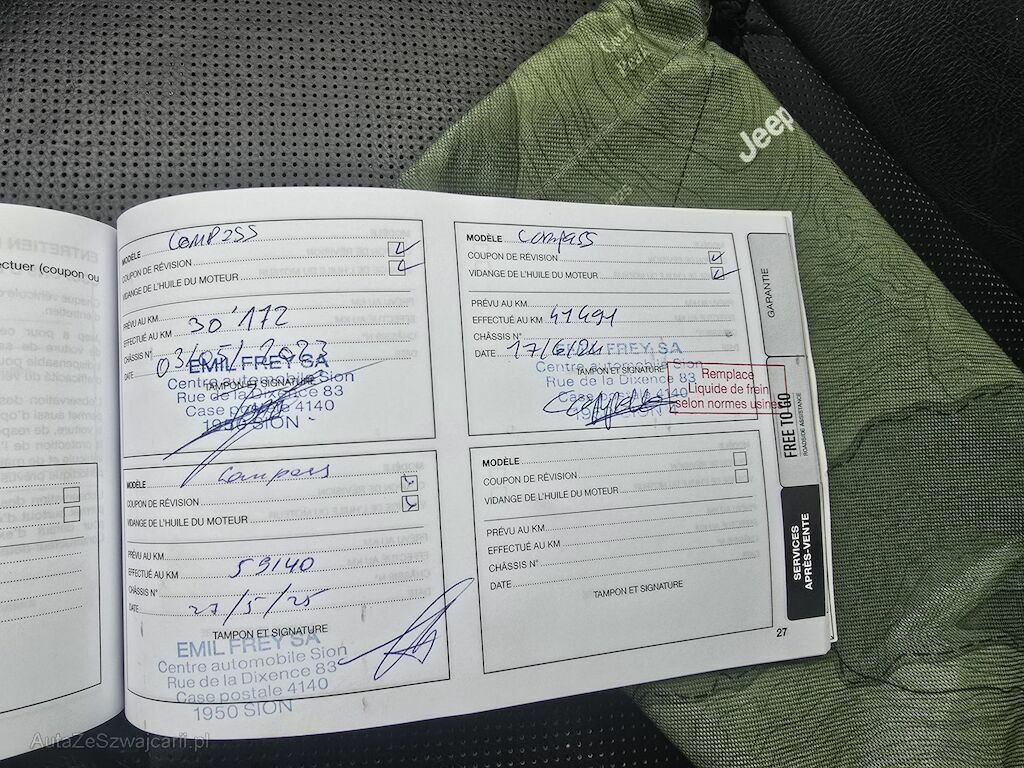 Jeep
ectuer (coupon ou
MODÈLE COMPASS
COUPON DE RÉVISION
VIDANGE DE L'HUILE DU MOTEUR
PRÉVU AU KM
EFFECTUÉ AU KM 30'172
CHÂSSIS N°
DATE 03/05/2023
TAMPON ET SIGNATURE
EMIL FREY SA
Centre automobile Sion
Rue de la Dixence 83
Case postale 4140
1950 SION
MODÈLE COMPASS
COUPON DE RÉVISION
VIDANGE DE L'HUILE DU MOTEUR
PRÉVU AU KM
EFFECTUÉ AU KM 41491
CHÂSSIS N°
DATE 17/6/24
TAMPON ET SIGNATURE
EMIL FREY SA
Centre automobile Sion
Rue de la Dixence 83
Case postale 4140
1950 SION
Remplacé
Liquide de frein
selon normes usine
MODÈLE Compass
COUPON DE RÉVISION
VIDANGE DE L'HUILE DU MOTEUR
PRÉVU AU KM
EFFECTUÉ AU KM 59140
CHÂSSIS N°
DATE 27/5/25
TAMPON ET SIGNATURE
EMIL FREY SA
Centre automobile Sion
Rue de la Dixence 83
Case postale 4140
1950 SION
MODÈLE
COUPON DE RÉVISION
VIDANGE DE L'HUILE DU MOTEUR
PRÉVU AU KM
EFFECTUÉ AU KM
CHÂSSIS N°
DATE
TAMPON ET SIGNATURE
27
GARANTIE
FREE TO GO
ROADSIDE ASSISTANCE
SERVICES
APRÈS-VENTE
AutaZeSzwajcarii.pl